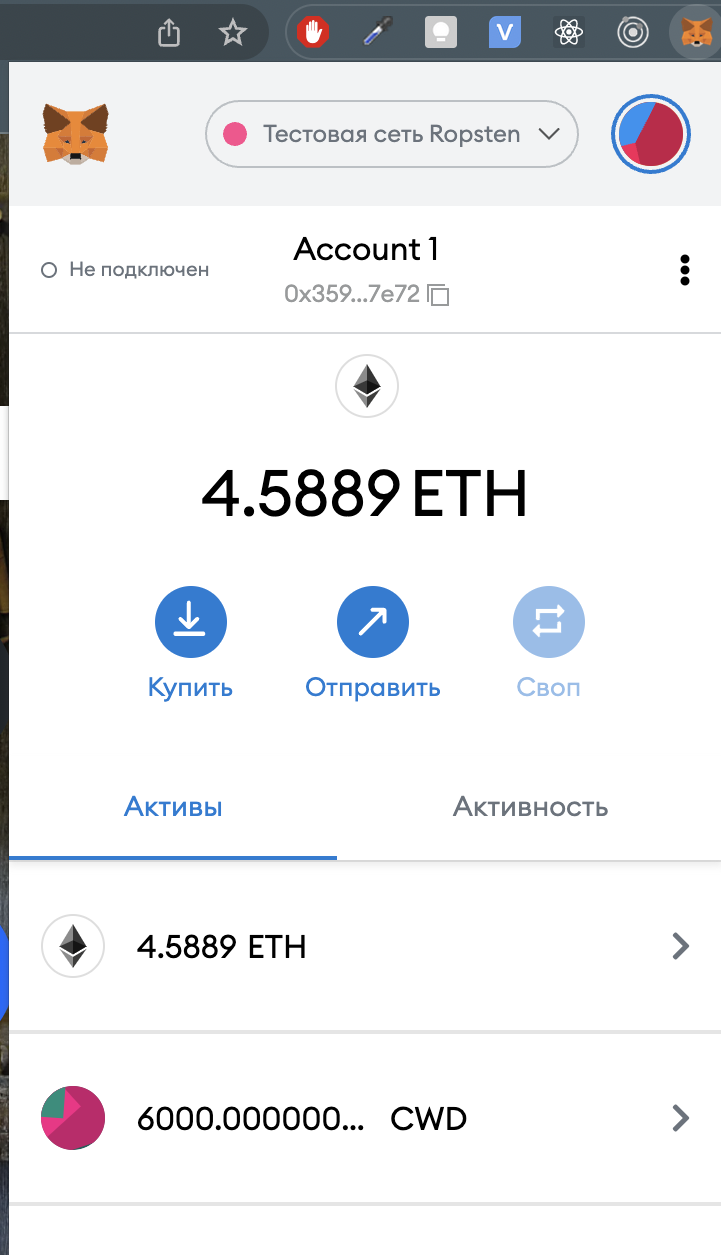 V
Тестовая сеть Ropsten
Не подключен
Account 1
0x359...7e72
4.5889 ETH
Купить
Отправить
Своп
Активы
Активность
4.5889 ETH
6000.000000... CWD